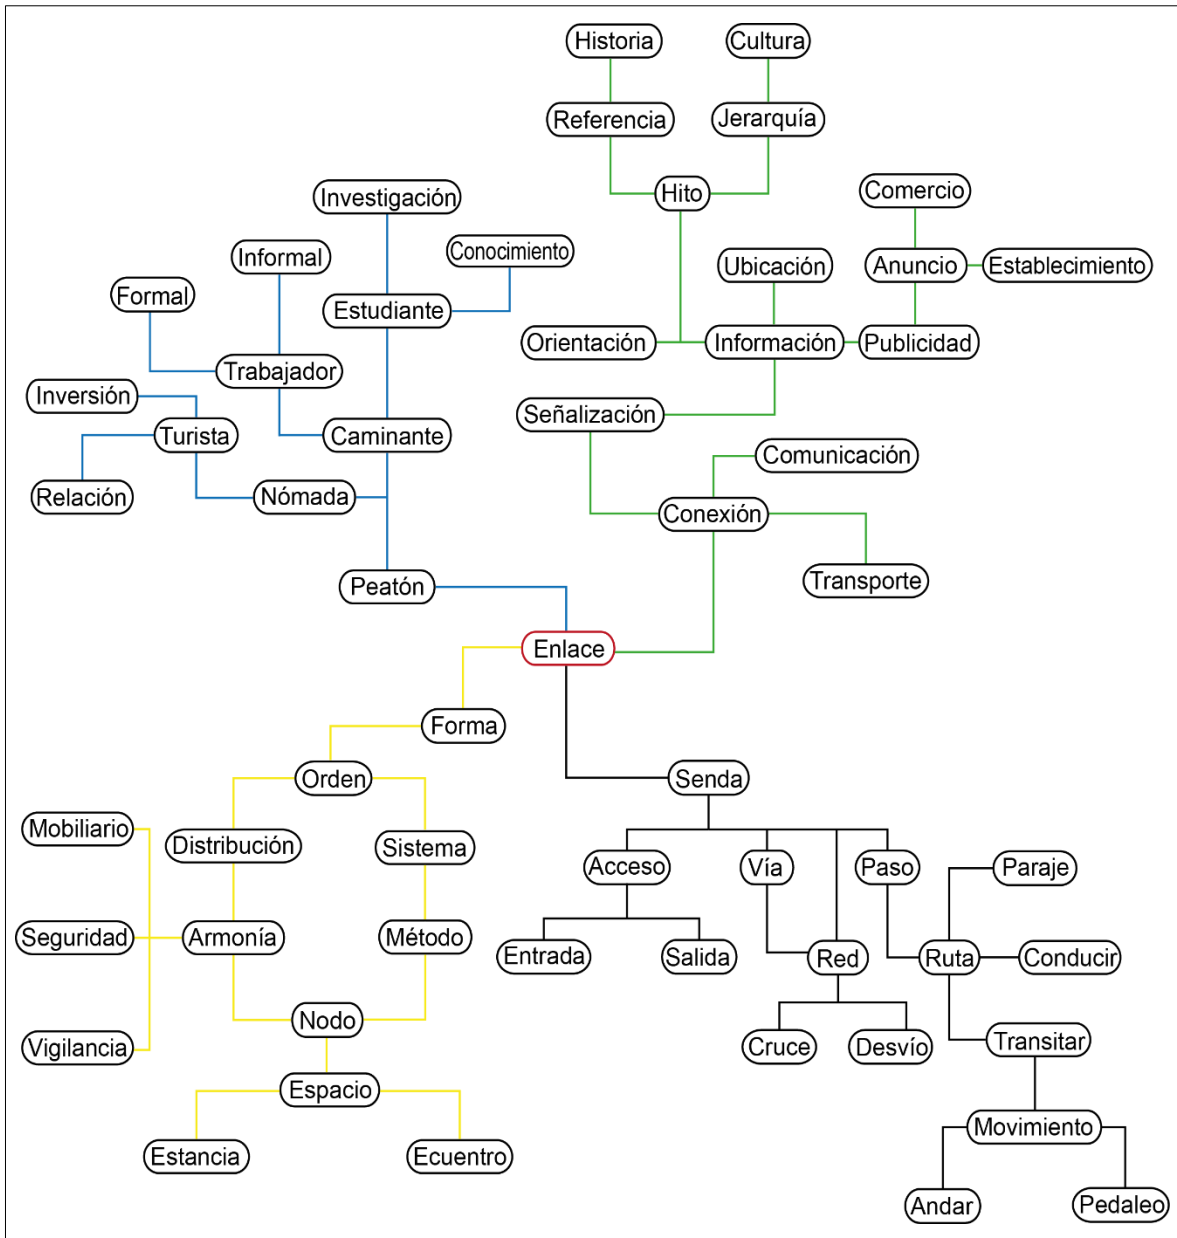 Historia
Cultura
Referencia
Jerarquía
Investigación
Hito
Comercio
Informal
Conocimiento
Ubicación
Anuncio
Establecimiento
Formal
Estudiante
Orientación
Información
Publicidad
Trabajador
Inversión
Señalización
Turista
Caminante
Comunicación
Relación
Nómada
Conexión
Peatón
Transporte
Enlace
Forma
Orden
Senda
Mobiliario
Distribución
Sistema
Acceso
Vía
Paso
Paraje
Seguridad
Armonía
Método
Entrada
Salida
Red
Ruta
Conducir
Nodo
Vigilancia
Cruce
Desvío
Transitar
Espacio
Movimiento
Estancia
Ecuentro
Andar
Pedaleo